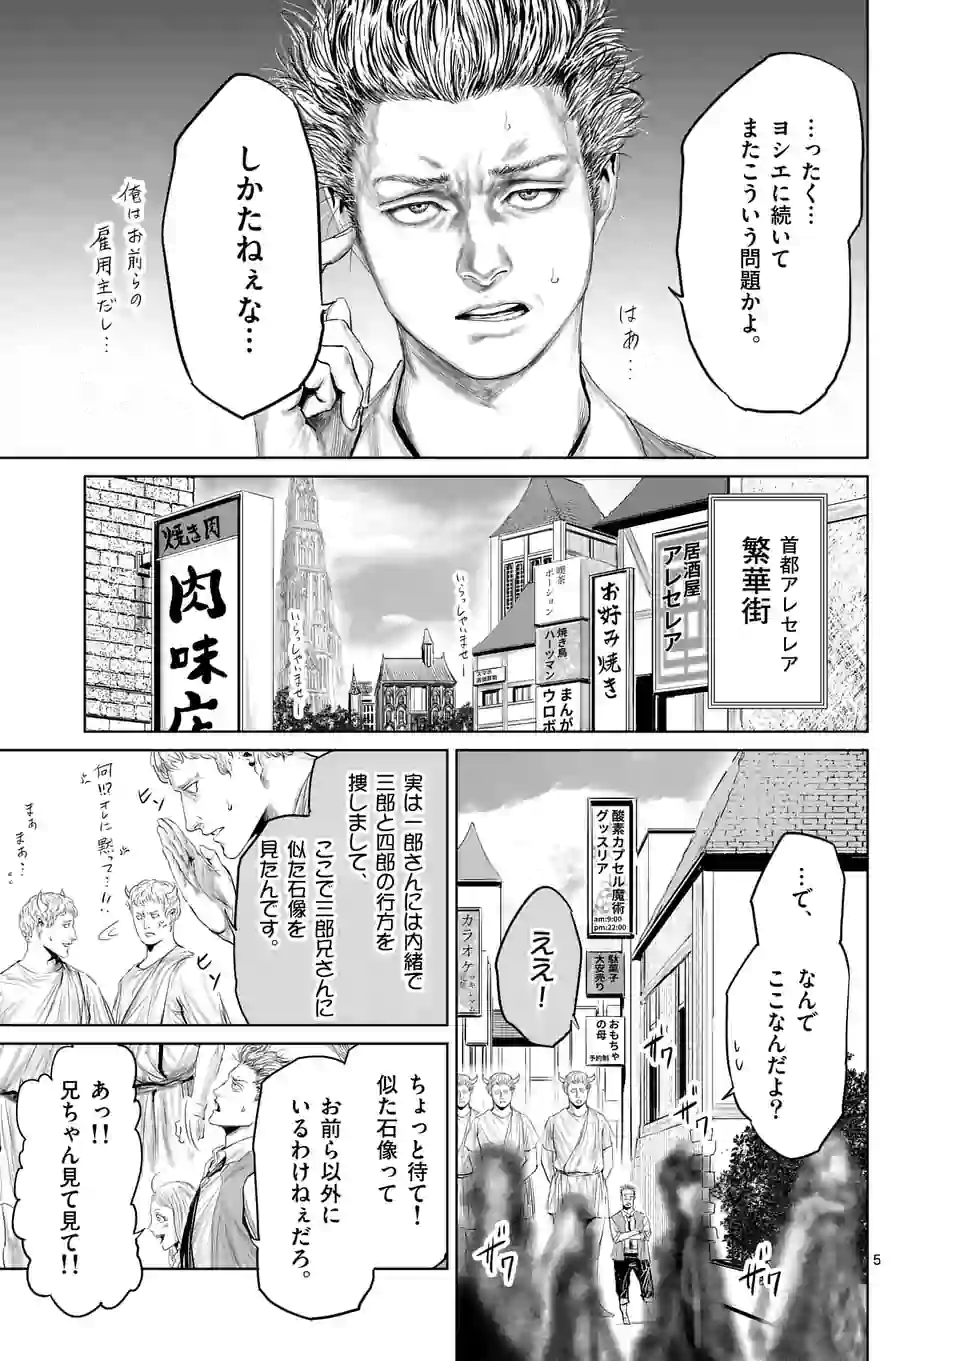 …ったく…
ヨシエに続いて
またこういう問題かよ。
はぁ…
しかたねぇな…
俺はお前らの
雇用主だし…
首都アレセレア
繁華街
居酒屋
アレセレア
お好み焼き
喫茶
ポーション
焼き鳥
ハーツマン
まんが
ウロボ
いらっしゃいませー
いらっしゃいませー
焼き肉
肉味店
…で、
なんで
ここなんだよ?
ええ!
酸素カプセル魔術
グッスリア
am:9:00
pm:22:00
駄菓子
大安売り
おもちゃ
の母
予約制
カラオケ
ザワ
ザワ
実は一郎さんには内緒で
三郎と四郎の行方を
捜しまして、
ここで三郎兄さんに
似た石像を
見たんです。
ヒソ
ヒソ
何!?オレに黙って…!!
まぁ
まぁ…
ちょっと待て!
似た石像って
お前ら以外に
いるわけねぇだろ。
あっ!!
兄ちゃん見て見て!!
5